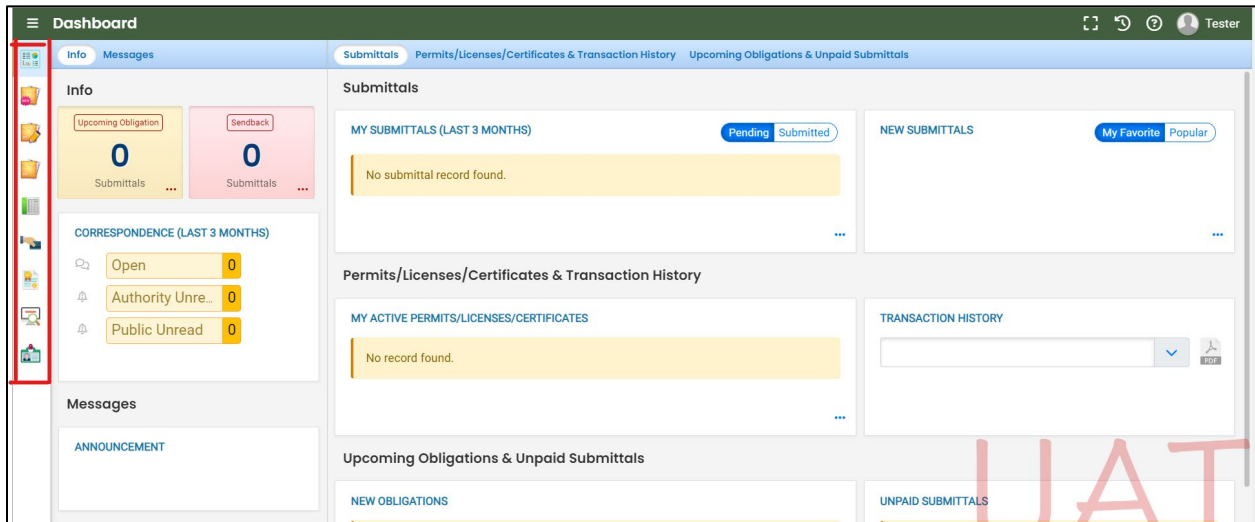 Dashboard
Tester
Info Messages
Submittals Permits/Licenses/Certificates & Transaction History Upcoming Obligations & Unpaid Submittals
Info
Upcoming Obligation
0
Submittals
...
Sendback
0
Submittals
...
CORRESPONDENCE (LAST 3 MONTHS)
Open 0
Authority Unre... 0
Public Unread 0
Messages
ANNOUNCEMENT
Submittals
MY SUBMITTALS (LAST 3 MONTHS) Pending Submitted
No submittal record found.
...
NEW SUBMITTALS My Favorite Popular
...
Permits/Licenses/Certificates & Transaction History
MY ACTIVE PERMITS/LICENSES/CERTIFICATES
No record found.
...
TRANSACTION HISTORY
PDF
Upcoming Obligations & Unpaid Submittals
NEW OBLIGATIONS
UNPAID SUBMITTALS
UAT